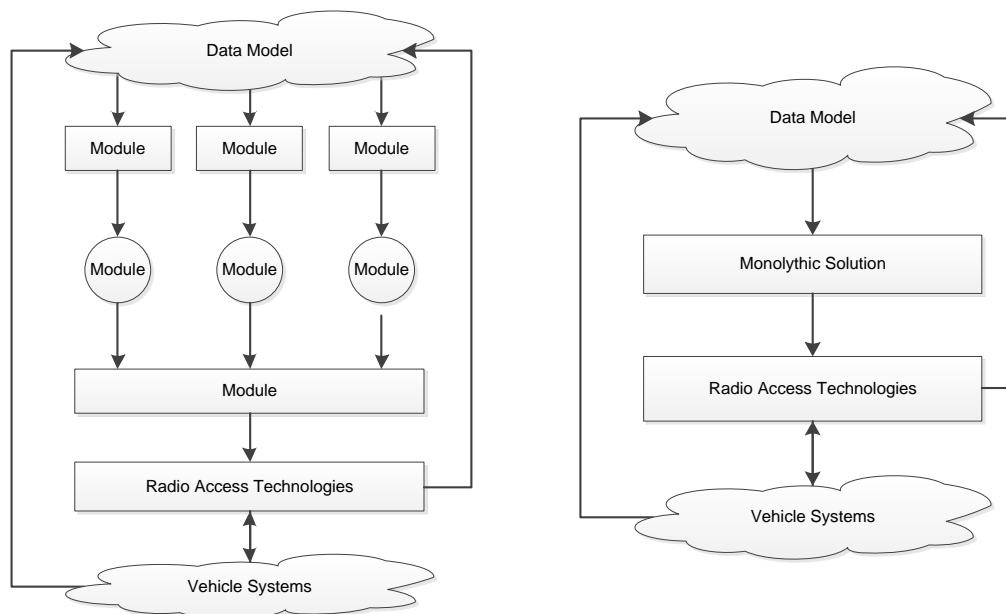 Data Model
Module
Module
Module
Module
Module
Module
Module
Radio Access Technologies
Vehicle Systems
Data Model
Monolythic Solution
Radio Access Technologies
Vehicle Systems